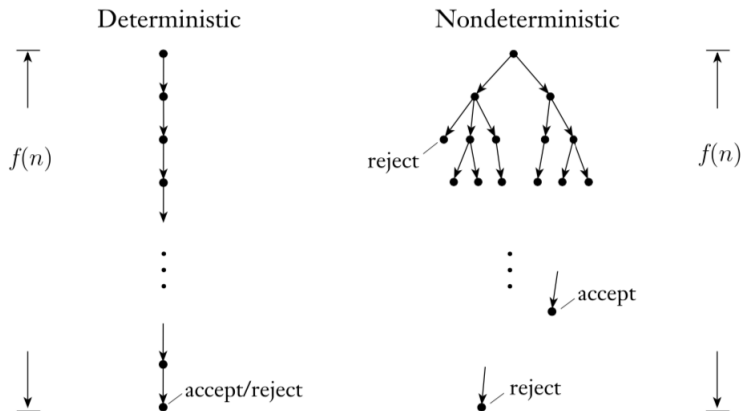 Deterministic
Nondeterministic
f(n)
reject
f(n)
accept
accept/reject
reject